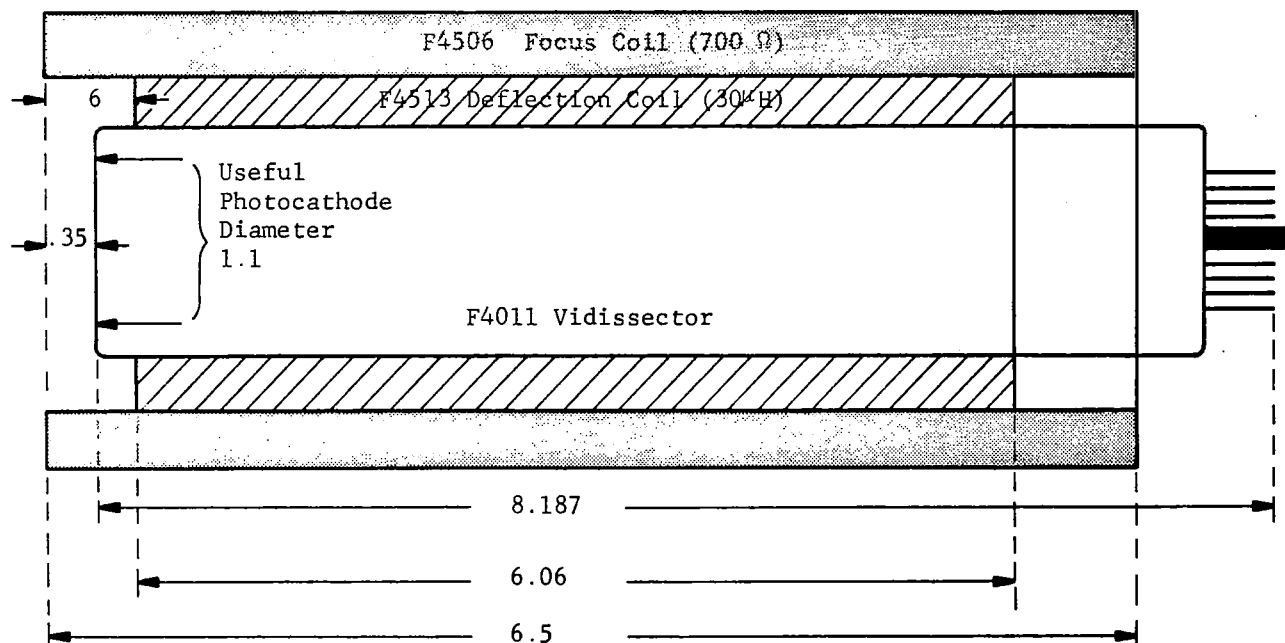 F4506 Focus Coil (700 Ω)
6
F4513 Deflection Coil (30μH)
Useful
Photocathode
Diameter
1.1
.35
F4011 Vidissector
8.187
6.06
6.5